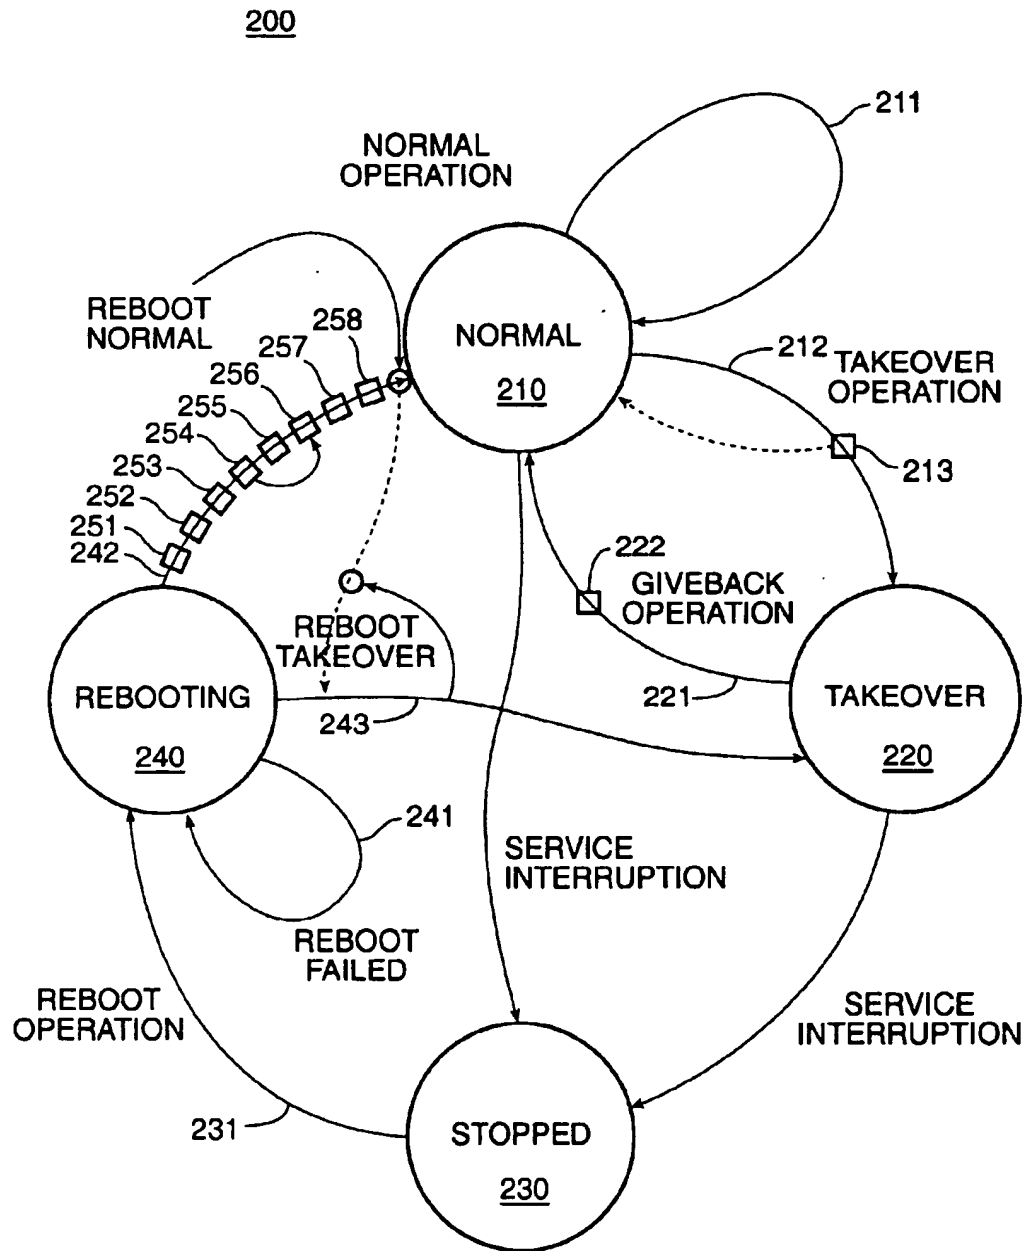 200
211
NORMAL
OPERATION
REBOOT
NORMAL
258
257
256
255
254
253
252
251
242
NORMAL
210
212
TAKEOVER
OPERATION
213
222
GIVEBACK
OPERATION
221
REBOOT
TAKEOVER
243
REBOOTING
240
TAKEOVER
220
241
REBOOT
FAILED
SERVICE
INTERRUPTION
REBOOT
OPERATION
231
SERVICE
INTERRUPTION
STOPPED
230